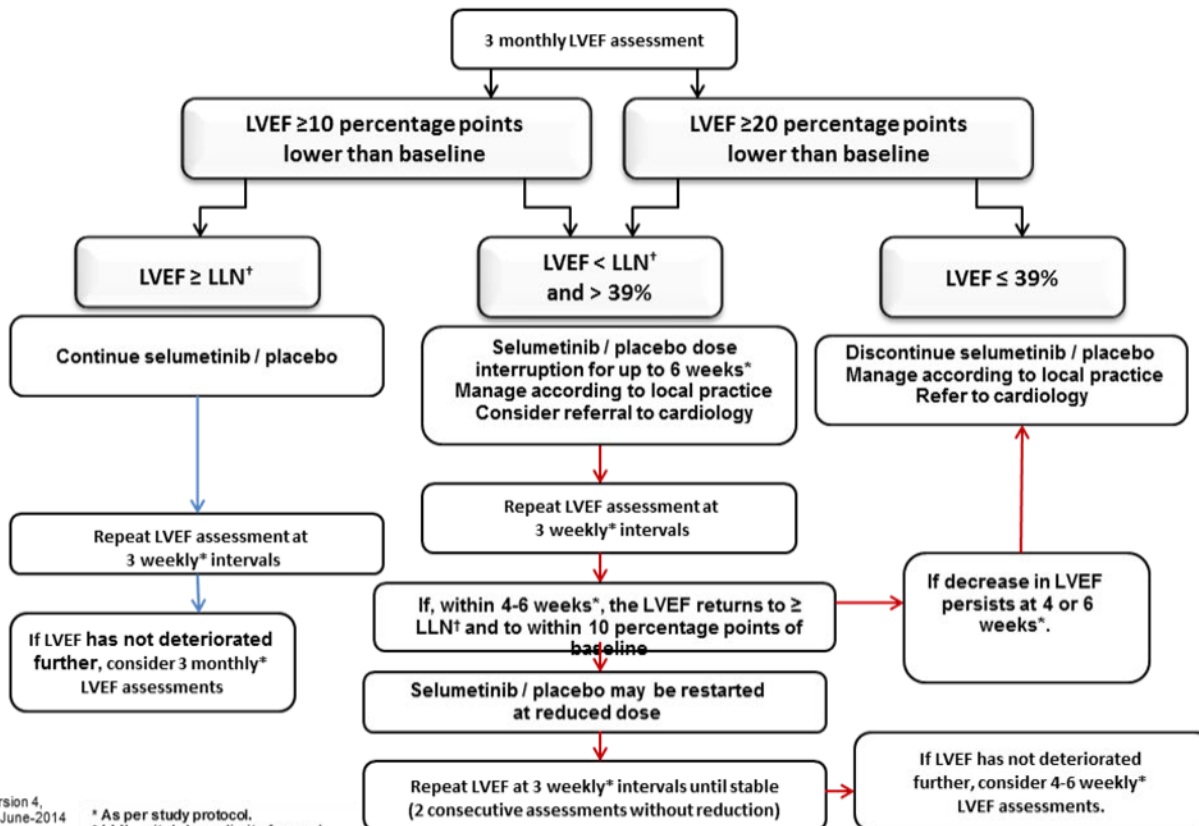 3 monthly LVEF assessment
LVEF ≥10 percentage points
lower than baseline
LVEF ≥20 percentage points
lower than baseline
LVEF ≥ LLN†
LVEF < LLN†
and > 39%
LVEF ≤ 39%
Continue selumetinib / placebo
Selumetinib / placebo dose
interruption for up to 6 weeks*
Manage according to local practice
Consider referral to cardiology
Discontinue selumetinib / placebo
Manage according to local practice
Refer to cardiology
Repeat LVEF assessment at
3 weekly* intervals
Repeat LVEF assessment at
3 weekly* intervals
If LVEF has not deteriorated
further, consider 3 monthly*
LVEF assessments
If, within 4-6 weeks*, the LVEF returns to ≥
LLN† and to within 10 percentage points of
baseline
If decrease in LVEF
persists at 4 or 6
weeks*.
Selumetinib / placebo may be restarted
at reduced dose
Repeat LVEF at 3 weekly* intervals until stable
(2 consecutive assessments without reduction)
If LVEF has not deteriorated
further, consider 4-6 weekly*
LVEF assessments.
rsion 4,
June-2014
* As per study protocol.